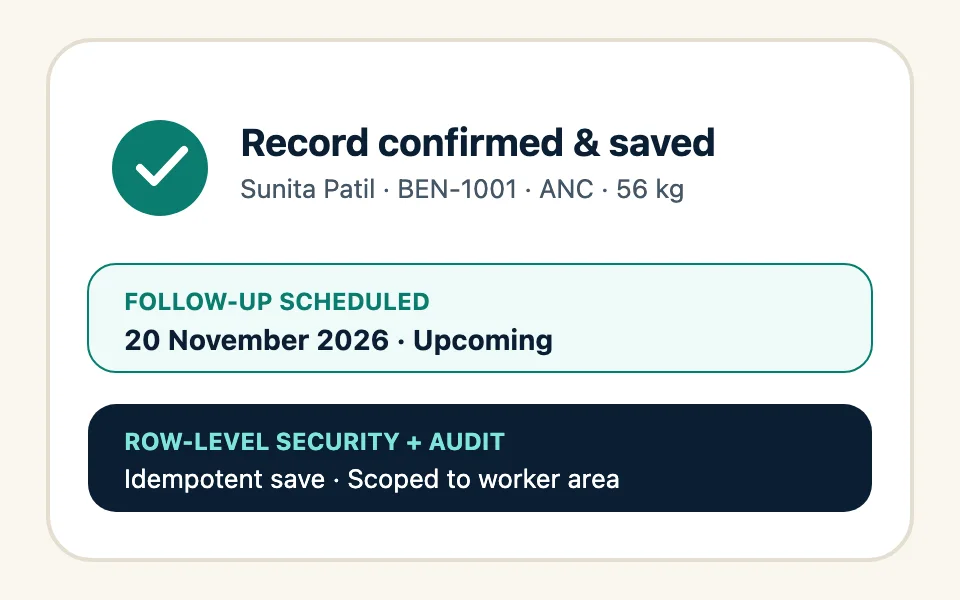 Record confirmed & saved
Sunita Patil · BEN-1001 · ANC · 56 kg
FOLLOW-UP SCHEDULED
20 November 2026 · Upcoming
ROW-LEVEL SECURITY + AUDIT
Idempotent save · Scoped to worker area